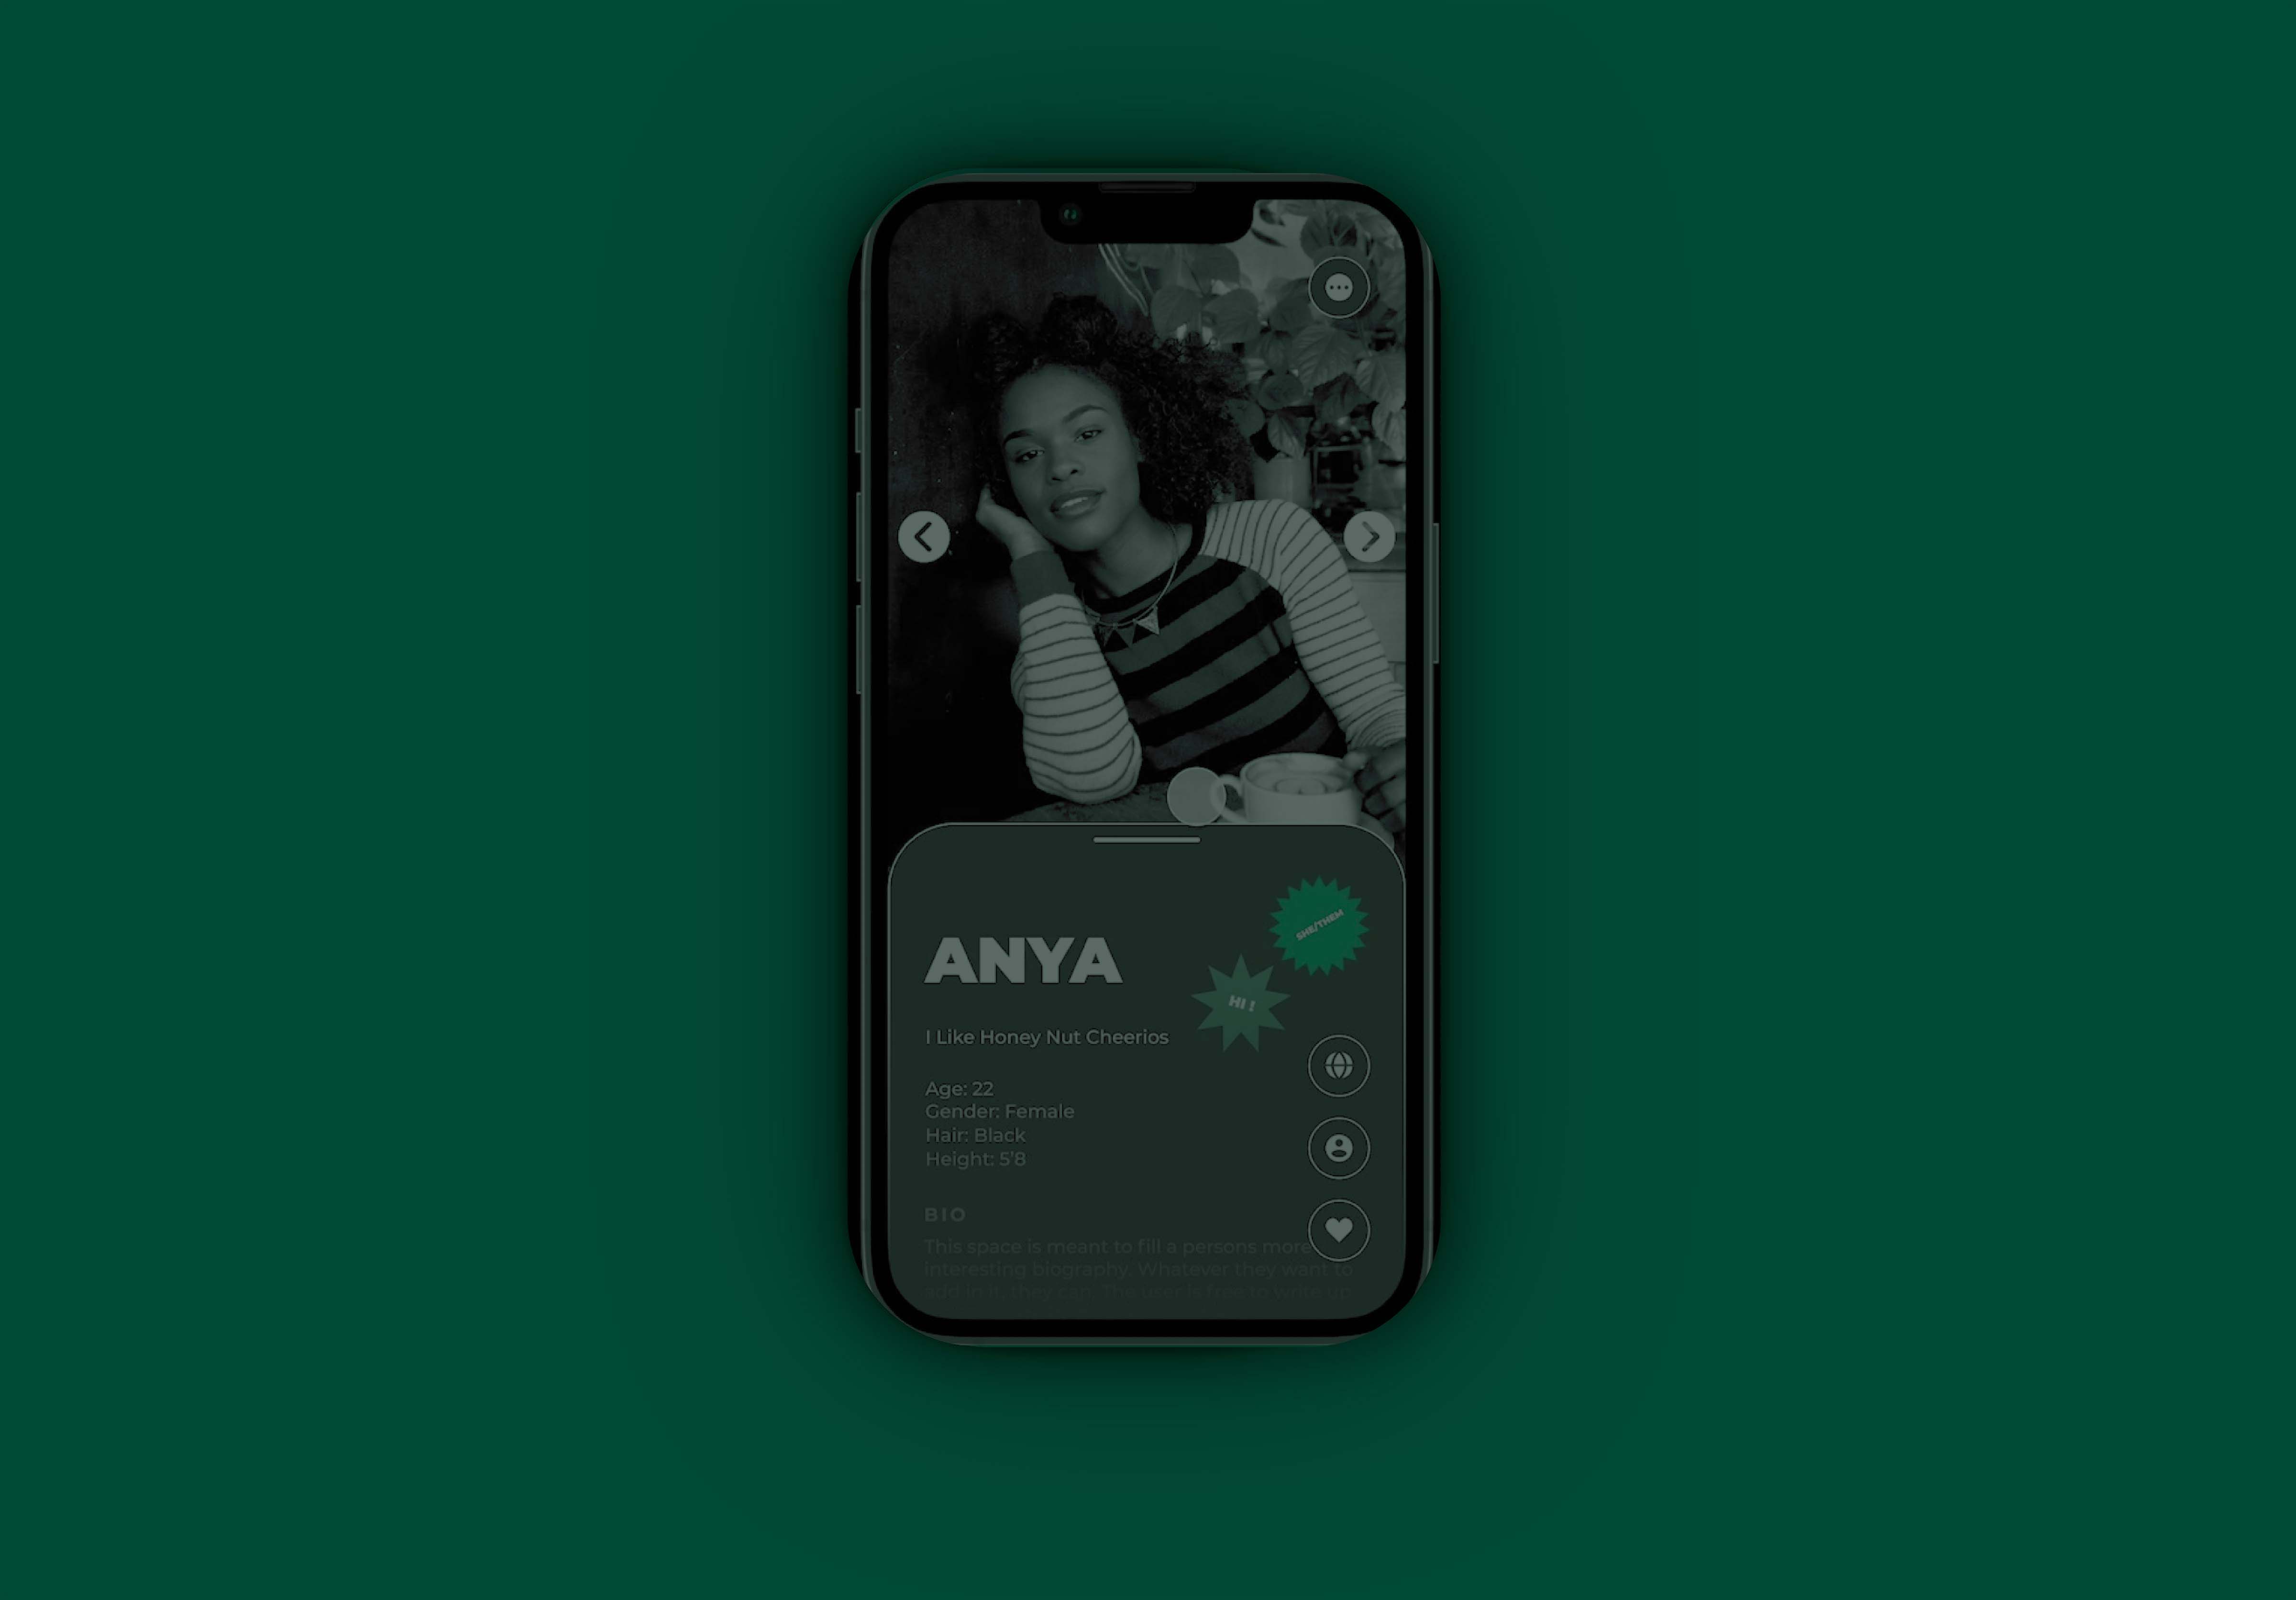 SHE/THEM
ANYA
HI !
I Like Honey Nut Cheerios
Age: 22
Gender: Female
Hair: Black
Height: 5'8
BIO
This space is meant to fill a persons more
interesting biography. Whatever they want to
add in it, they can. The user is free to write up